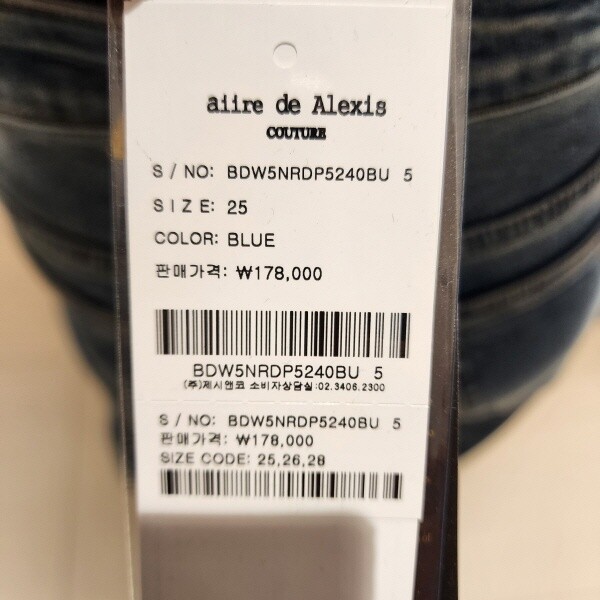 aiire de Alexis
COUTURE
S / NO: BDW5NRDP5240BU 5
SIZE: 25
COLOR: BLUE
판매가격: ₩178,000
BDW5NRDP5240BU 5
(주)제시앤코 소비자상담실:02.3406.2300
S / NO: BDW5NRDP5240BU 5
판매가격: ₩178,000
SIZE CODE: 25,26,28